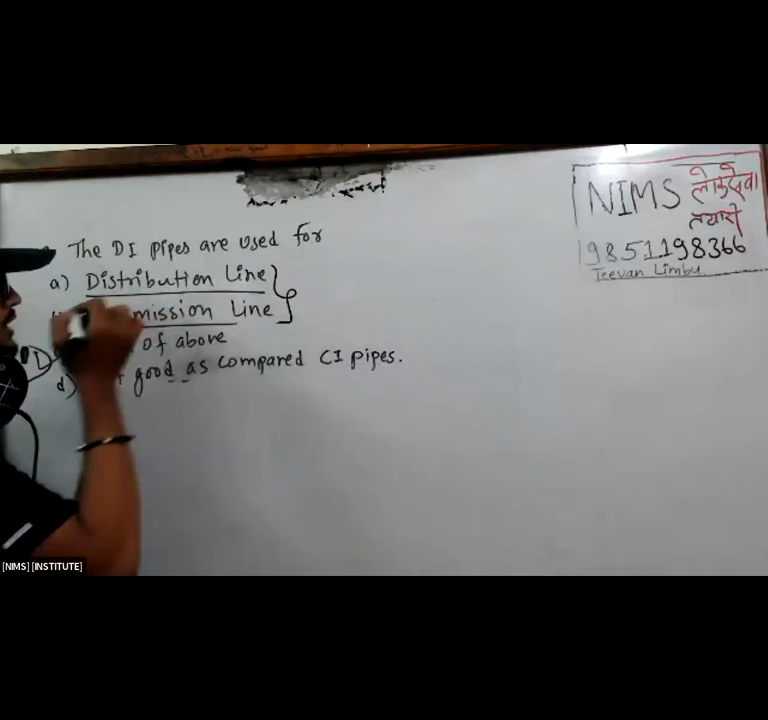 The DI pipes are used for
a) Distribution Line
mission Line
of above
d) good as compared CI pipes.
NIMS लोकसेवा
तयारी
9851198366
Jeevan Limbu
[NIMS] [INSTITUTE]